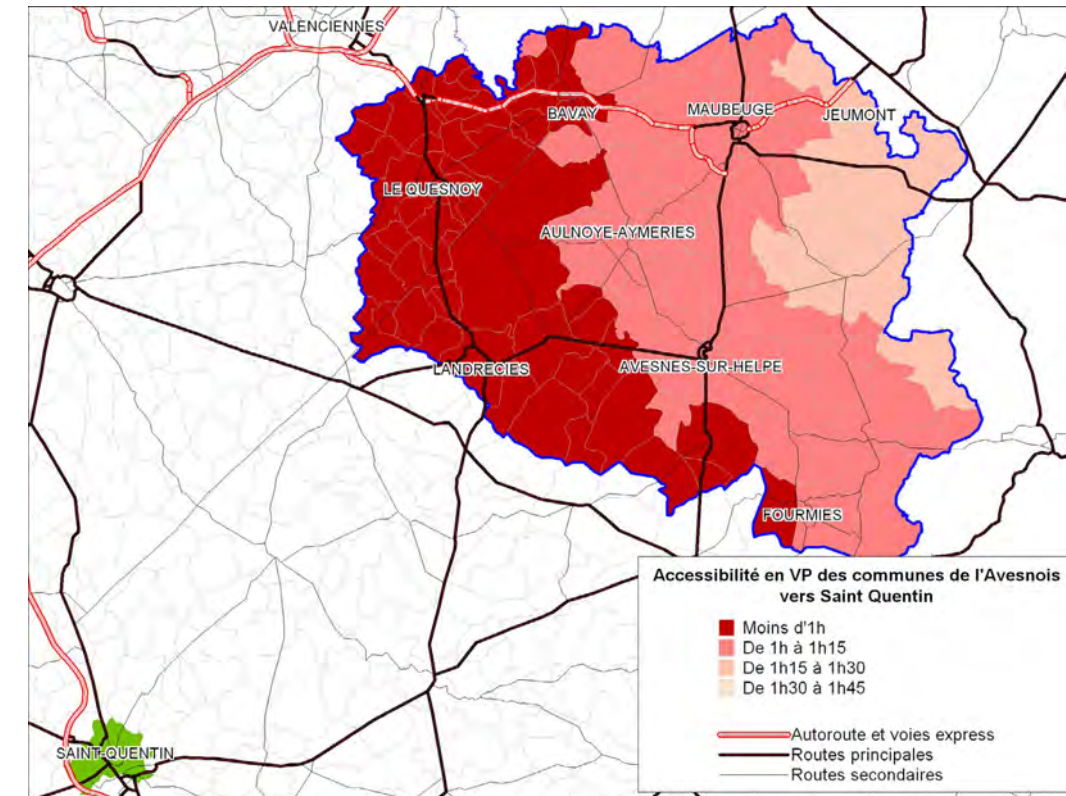 VALENCIENNES
BAVAY
MAUBEUGE
JEUMONT
LE QUESNOY
AULNOYE-AYMERIES
LANDRECIES
AVESNES-SUR-HELPE
FOURMIES
SAINT-QUENTIN
Accessibilité en VP des communes de l'Avesnois
vers Saint Quentin
Moins d'1h
De 1h à 1h15
De 1h15 à 1h30
De 1h30 à 1h45
Autoroute et voies express
Routes principales
Routes secondaires